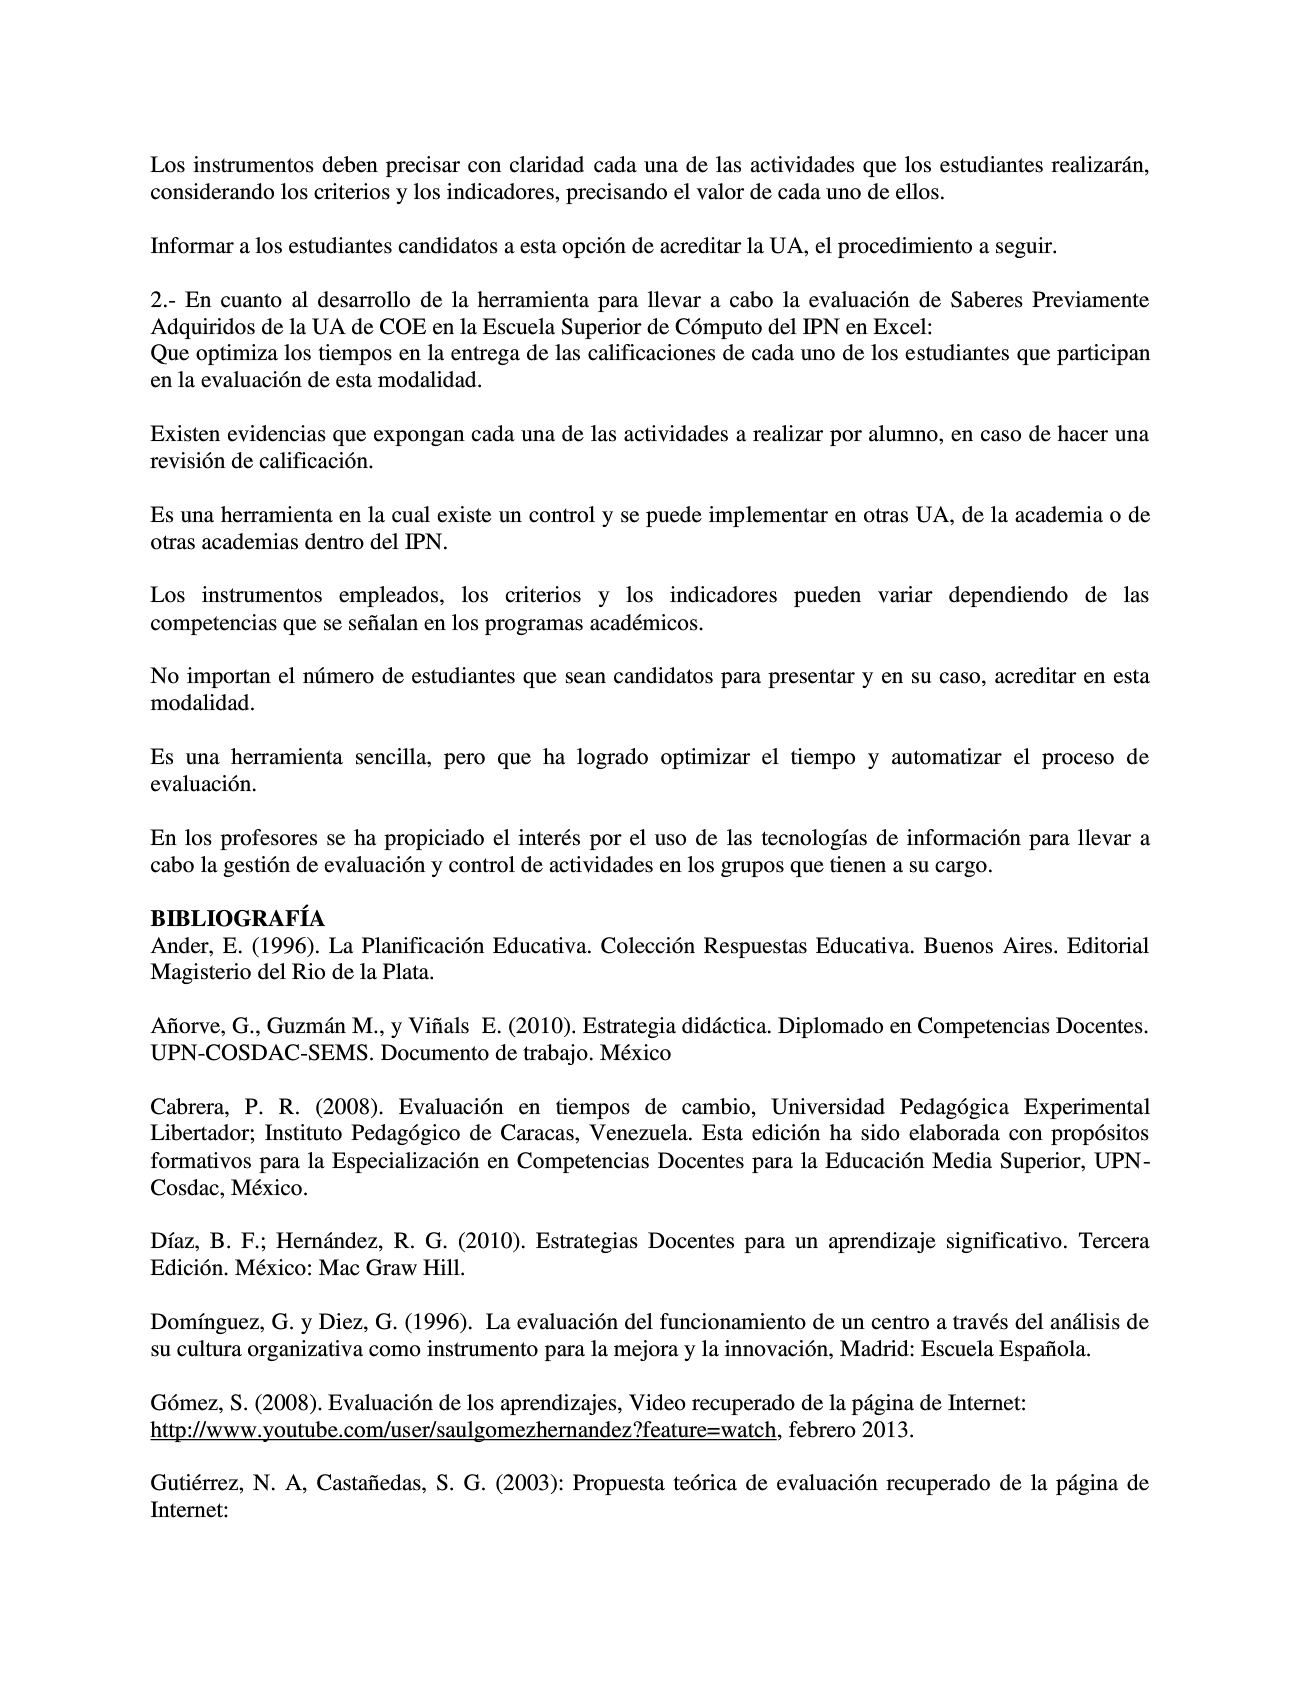 Los instrumentos deben precisar con claridad cada una de las actividades que los estudiantes realizarán,
considerando los criterios y los indicadores, precisando el valor de cada uno de ellos.
Informar a los estudiantes candidatos a esta opción de acreditar la UA, el procedimiento a seguir.
2.- En cuanto al desarrollo de la herramienta para llevar a cabo la evaluación de Saberes Previamente
Adquiridos de la UA de COE en la Escuela Superior de Cómputo del IPN en Excel:
Que optimiza los tiempos en la entrega de las calificaciones de cada uno de los estudiantes que participan
en la evaluación de esta modalidad.
Existen evidencias que expongan cada una de las actividades a realizar por alumno, en caso de hacer una
revisión de calificación.
Es una herramienta en la cual existe un control y se puede implementar en otras UA, de la academia o de
otras academias dentro del IPN.
Los instrumentos empleados, los criterios y los indicadores pueden variar dependiendo de las
competencias que se señalan en los programas académicos.
No importan el número de estudiantes que sean candidatos para presentar y en su caso, acreditar en esta
modalidad.
Es una herramienta sencilla, pero que ha logrado optimizar el tiempo y automatizar el proceso de
evaluación.
En los profesores se ha propiciado el interés por el uso de las tecnologías de información para llevar a
cabo la gestión de evaluación y control de actividades en los grupos que tienen a su cargo.
BIBLIOGRAFÍA
Ander, E. (1996). La Planificación Educativa. Colección Respuestas Educativa. Buenos Aires. Editorial
Magisterio del Rio de la Plata.
Añorve, G., Guzmán M., y Viñals  E. (2010). Estrategia didáctica. Diplomado en Competencias Docentes.
UPN-COSDAC-SEMS. Documento de trabajo. México
Cabrera, P. R. (2008). Evaluación en tiempos de cambio, Universidad Pedagógica Experimental
Libertador; Instituto Pedagógico de Caracas, Venezuela. Esta edición ha sido elaborada con propósitos
formativos para la Especialización en Competencias Docentes para la Educación Media Superior, UPN-
Cosdac, México.
Díaz, B. F.; Hernández, R. G. (2010). Estrategias Docentes para un aprendizaje significativo. Tercera
Edición. México: Mac Graw Hill.
Domínguez, G. y Diez, G. (1996).  La evaluación del funcionamiento de un centro a través del análisis de
su cultura organizativa como instrumento para la mejora y la innovación, Madrid: Escuela Española.
Gómez, S. (2008). Evaluación de los aprendizajes, Video recuperado de la página de Internet:
http://www.youtube.com/user/saulgomezhernandez?feature=watch, febrero 2013.
Gutiérrez, N. A, Castañedas, S. G. (2003): Propuesta teórica de evaluación recuperado de la página de
Internet: